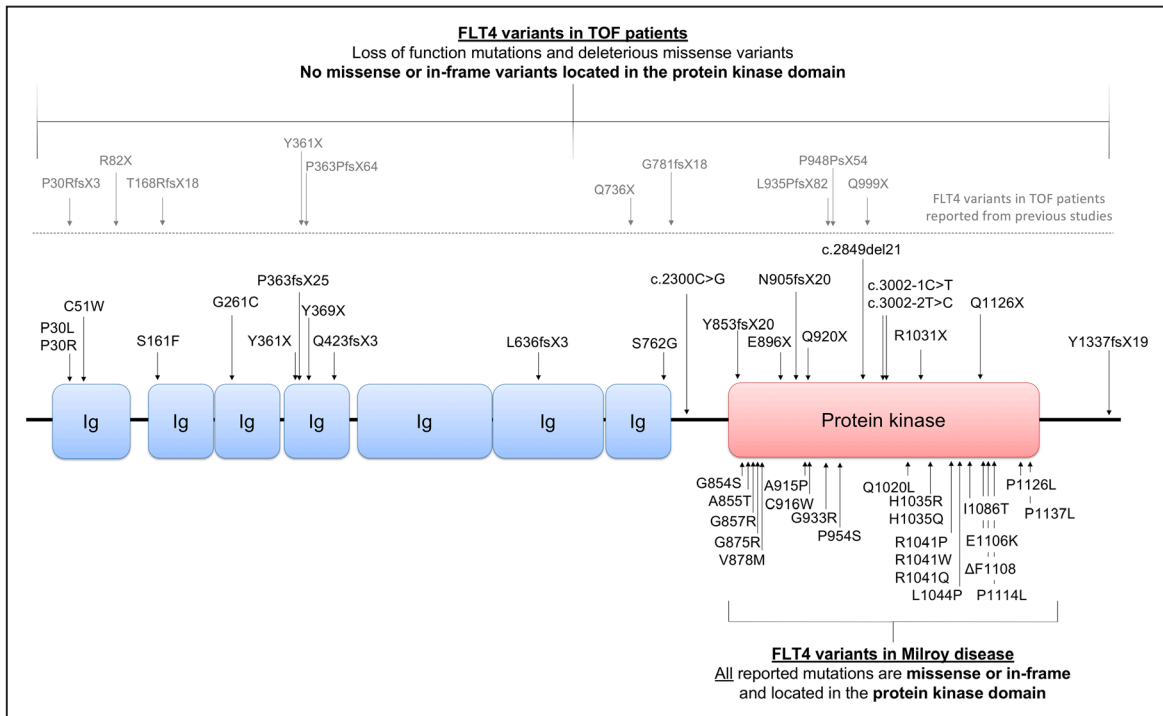 FLT4 variants in TOF patients
Loss of function mutations and deleterious missense variants
No missense or in-frame variants located in the protein kinase domain
Y361X
R82X
P363PfsX64
G781fsX18
P948PsX54
P30RfsX3
T168RfsX18
Q736X
L935PfsX82
Q999X
FLT4 variants in TOF patients
reported from previous studies
c.2849del21
P363fsX25
c.2300C>G
N905fsX20
c.3002-1C>T
c.3002-2T>C
C51W
G261C
Y369X
Q1126X
P30L
P30R
S161F
Y361X
Q423fsX3
L636fsX3
S762G
Y853fsX20
E896X
Q920X
R1031X
Y1337fsX19
Ig
Ig
Ig
Ig
Ig
Ig
Ig
Protein kinase
G854S
A855T
G857R
G875R
V878M
A915P
C916W
G933R
P954S
Q1020L
H1035R
H1035Q
R1041P
R1041W
R1041Q
L1044P
I1086T
E1106K
ΔF1108
P1114L
P1126L
P1137L
FLT4 variants in Milroy disease
All reported mutations are missense or in-frame
and located in the protein kinase domain